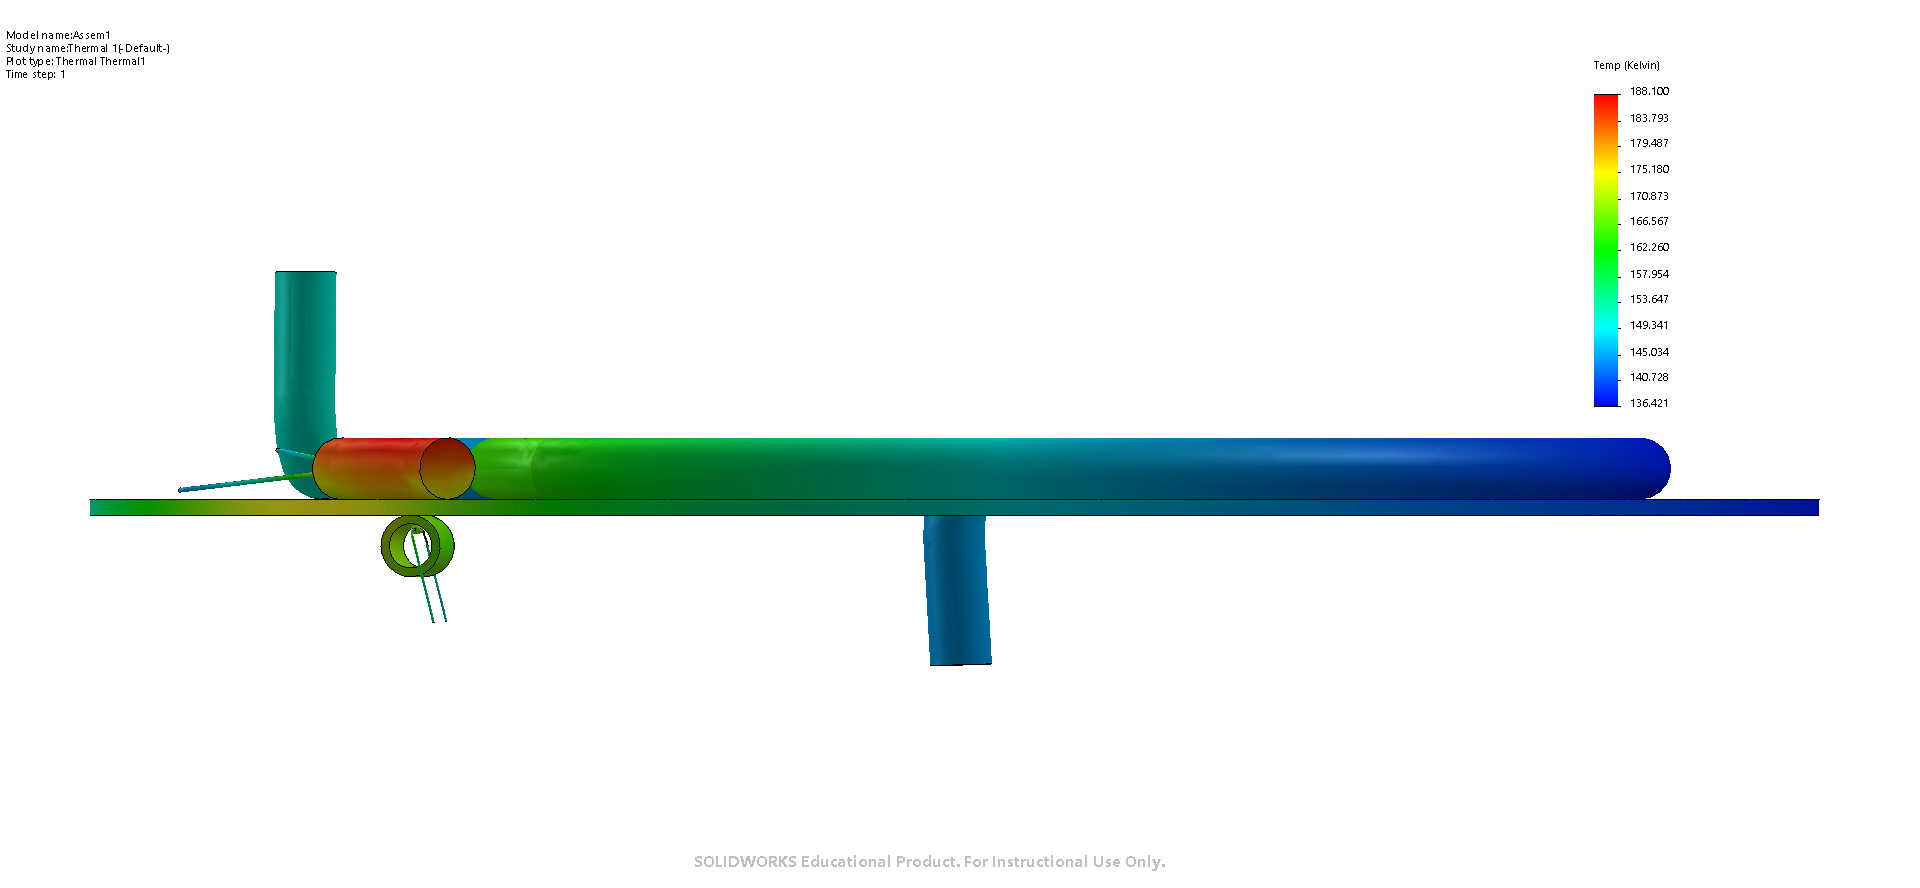 Model name:Assem1
Study name:Thermal 1(-Default-)
Plot type: Thermal Thermal1
Time step: 1
Temp (Kelvin)
188.100
183.793
179.487
175.180
170.873
166.567
162.260
157.954
153.647
149.341
145.034
140.728
136.421
SOLIDWORKS Educational Product. For Instructional Use Only.